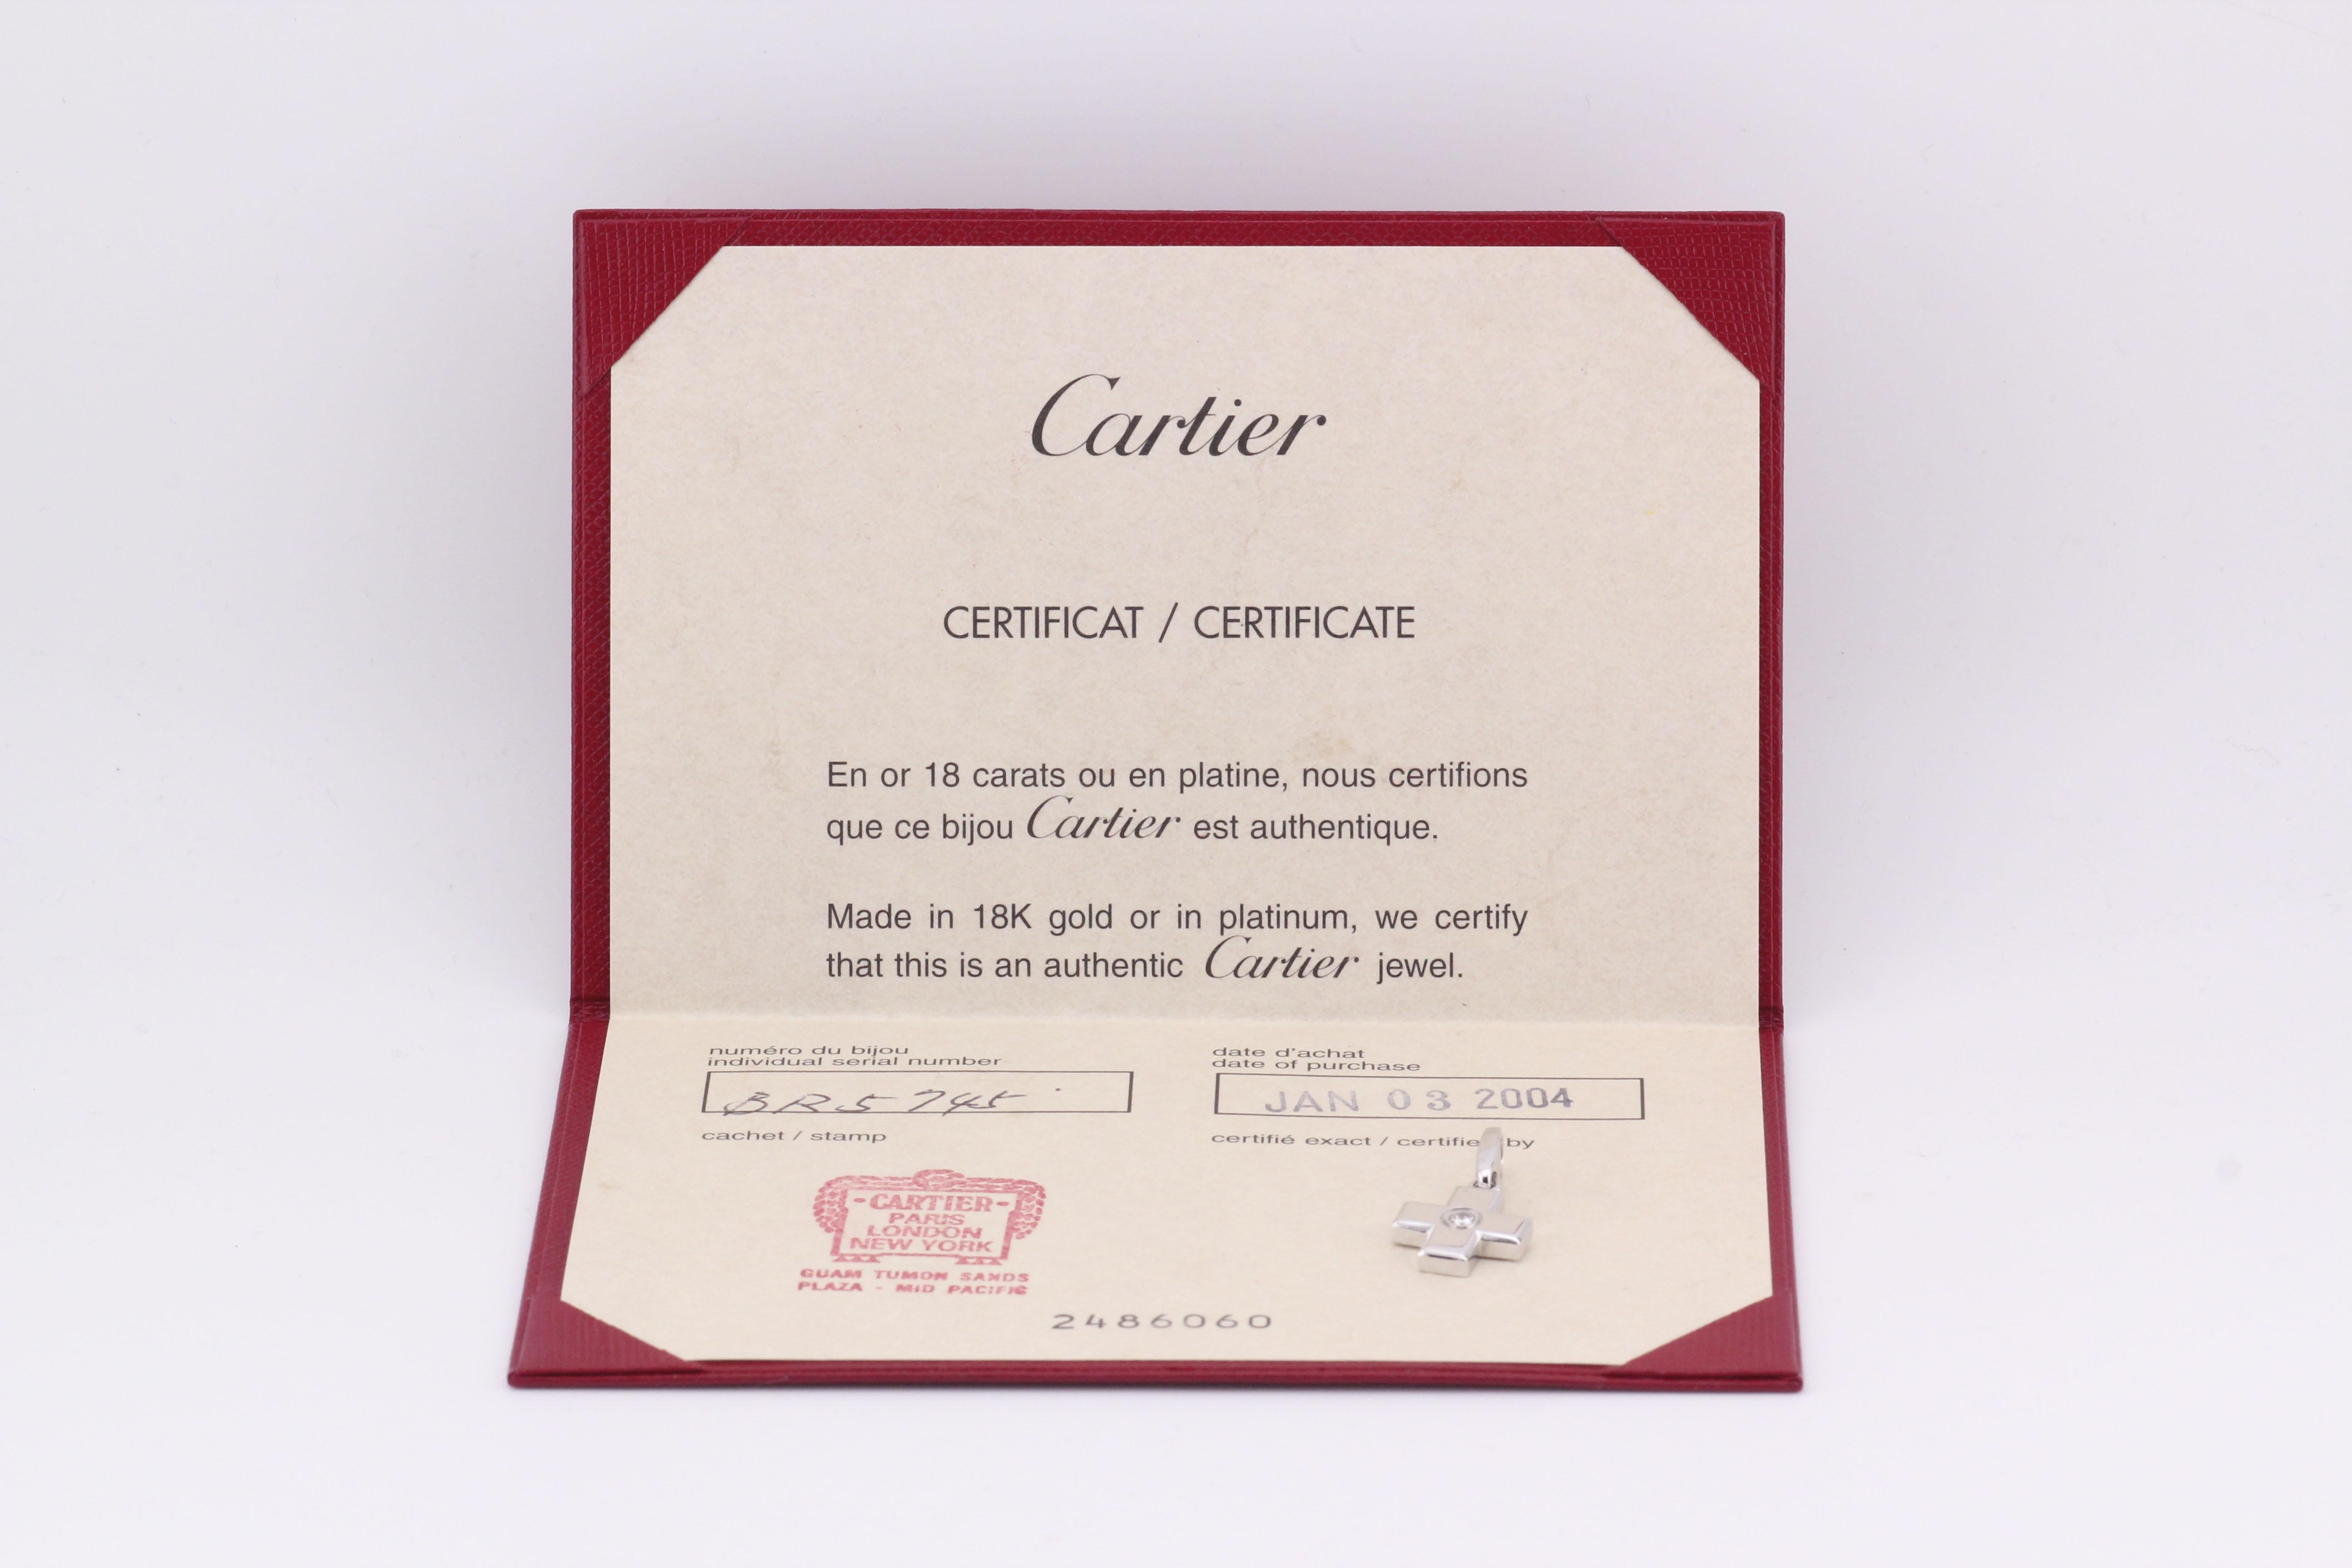 Cartier
CERTIFICAT / CERTIFICATE
En or 18 carats ou en platine, nous certifions
que ce bijou Cartier est authentique.
Made in 18K gold or in platinum, we certify
that this is an authentic Cartier jewel.
numéro du bijou
individual serial number
BR5745
cachet / stamp
date d'achat
date of purchase
JAN 03 2004
certifié exact / certifie by
- CARTIER -
PARIS
LONDON
NEW YORK
GUAM TUMON SANDS
PLAZA - MID PACIFIC
2486060